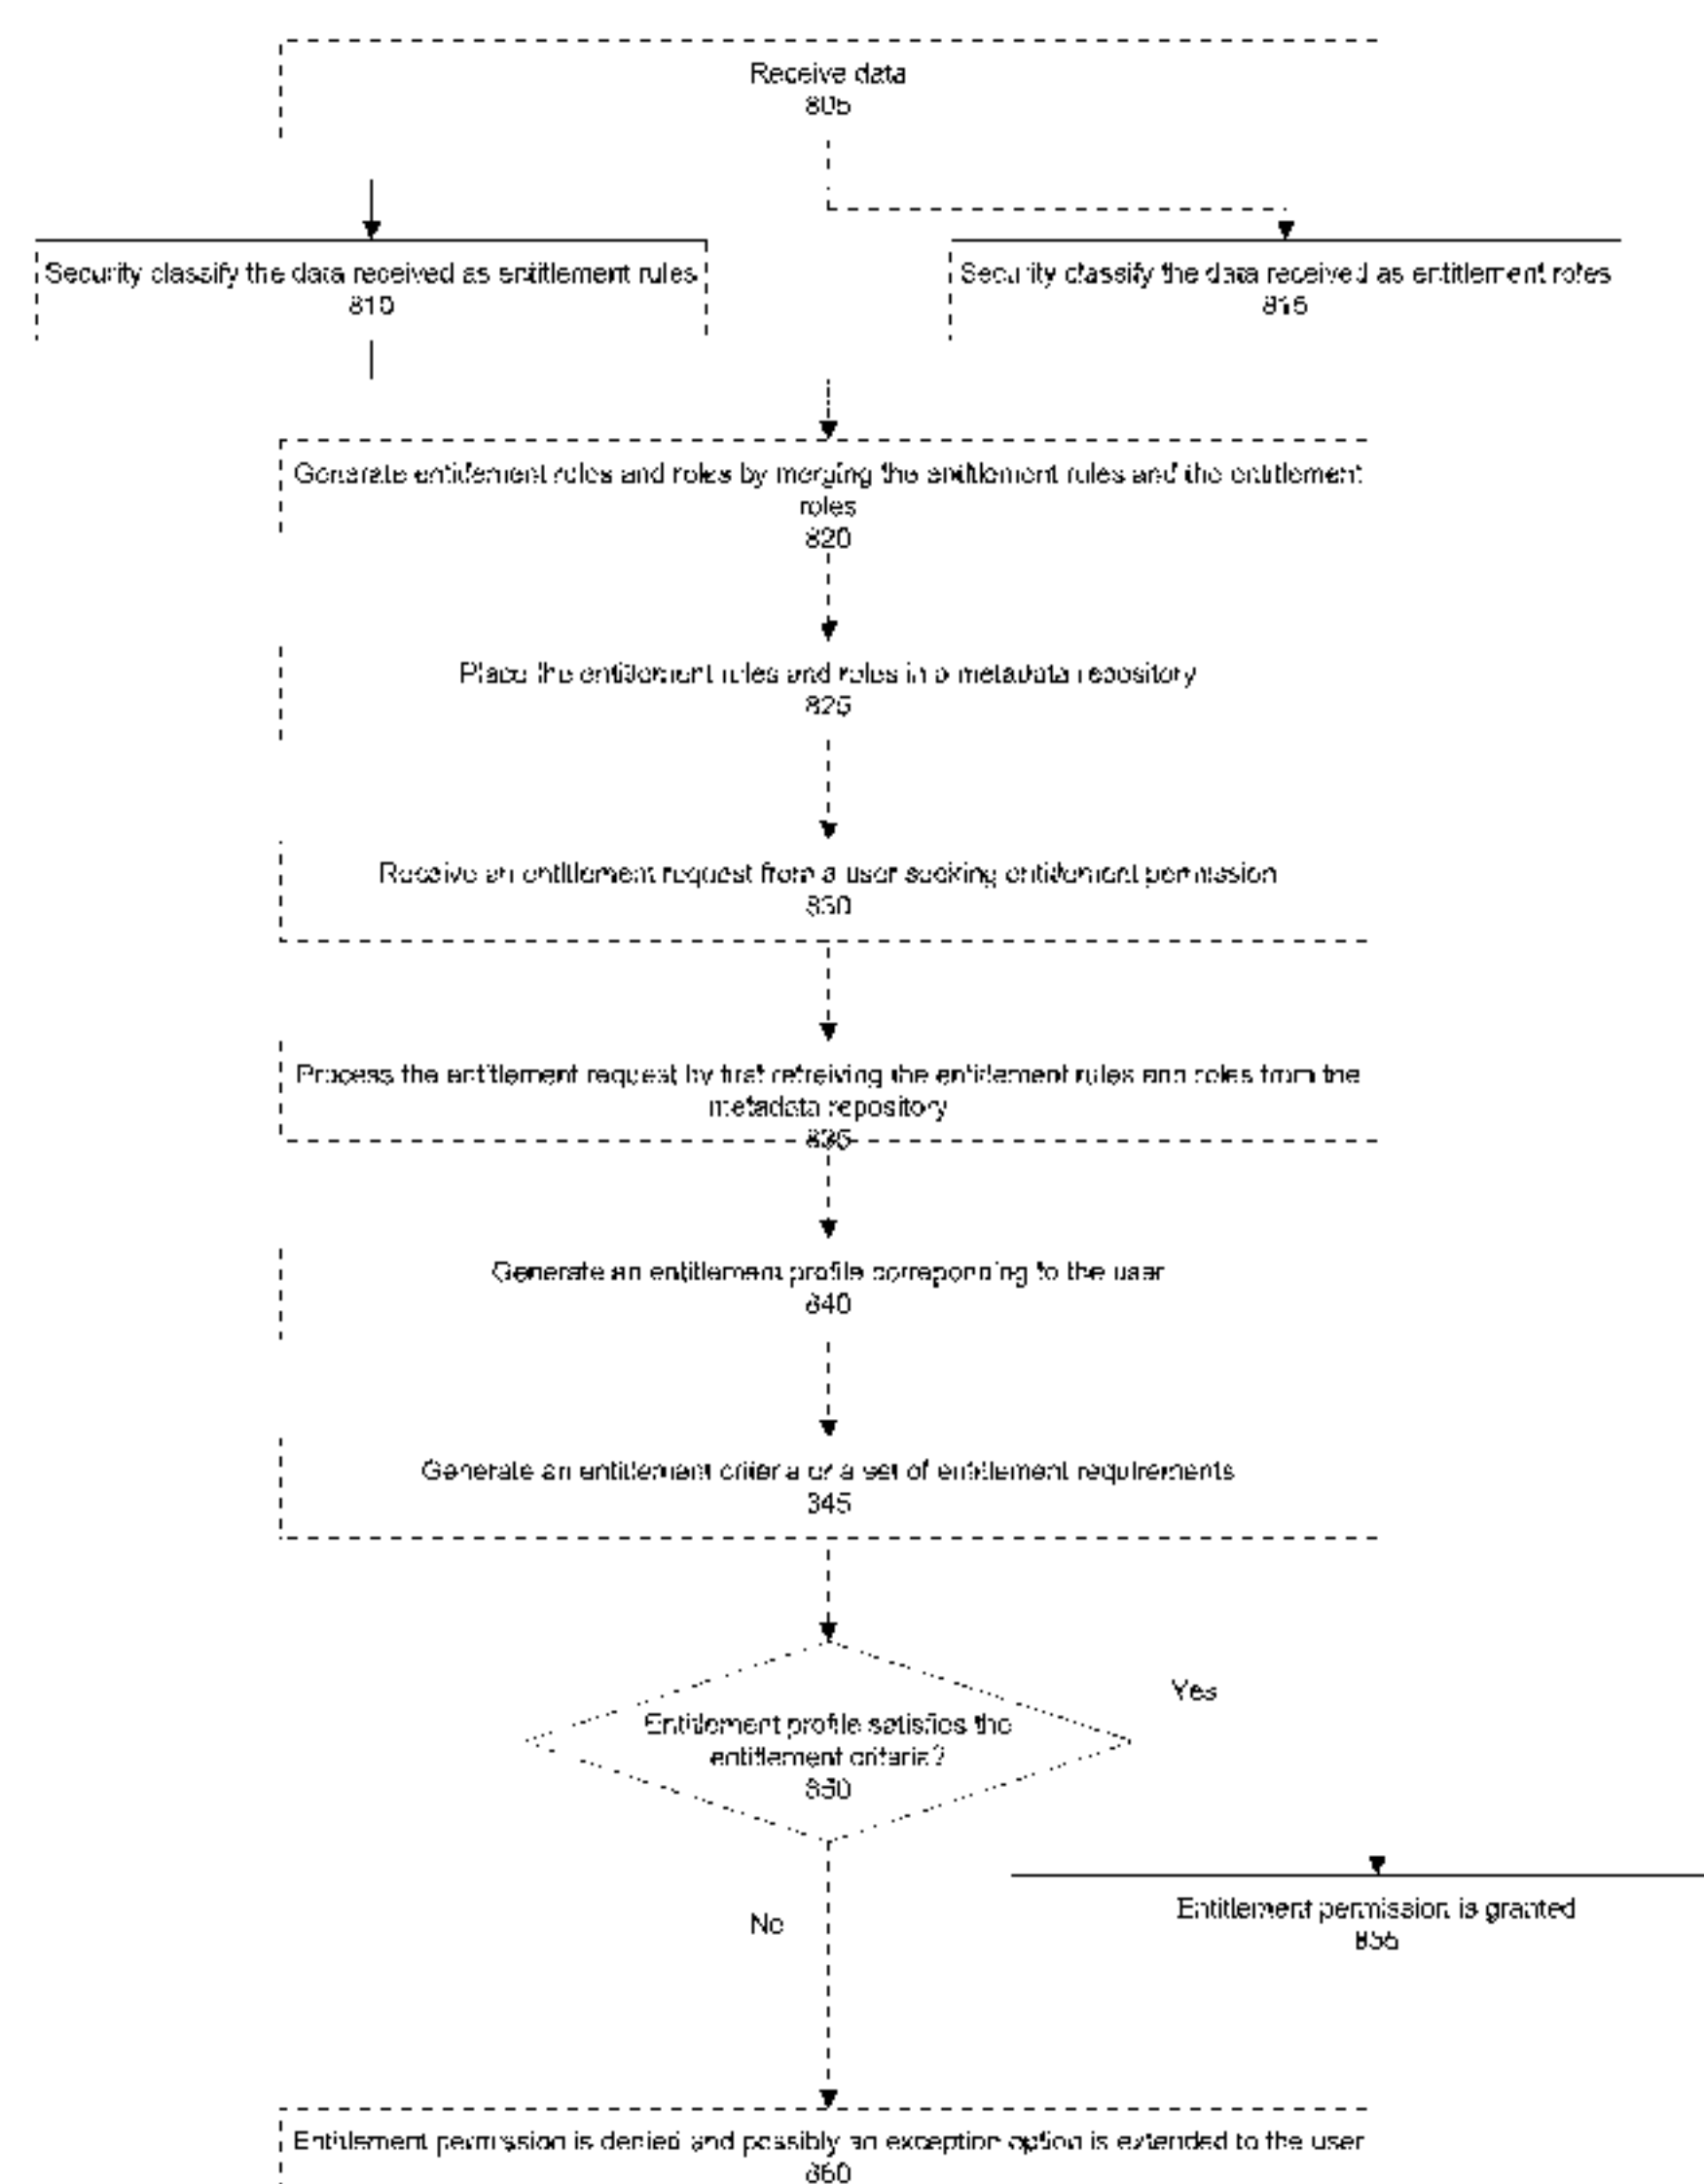 Receive data
805
Security classify the data received as entitlement rules
810
Security classify the data received as entitlement roles
815
Generate entitlement rules and roles by merging the entitlement rules and the entitlement
roles
820
Place the entitlement rules and roles in a metadata repository
825
Receive an entitlement request from a user seeking entitlement permission
830
Process the entitlement request by first retreiving the entitlement rules and roles from the
metadata repository
835
Generate an entitlement profile correponding to the user
840
Generate an entitlement criteria or a set of entitlement requirements
845
Yes
Entitlement profile satisfies the
entitlement criteria?
850
No
Entitlement permission is granted
855
Entitlement permission is denied and possibly an exception option is extended to the user
860